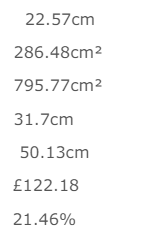 22.57cm
286.48cm²
795.77cm²
31.7cm
50.13cm
£122.18
21.46%